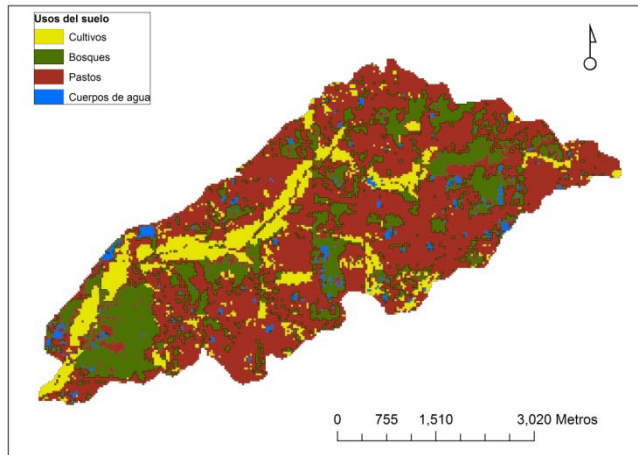 Usos del suelo
Cultivos
Bosques
Pastos
Cuerpos de agua
0 755 1,510 3,020 Metros